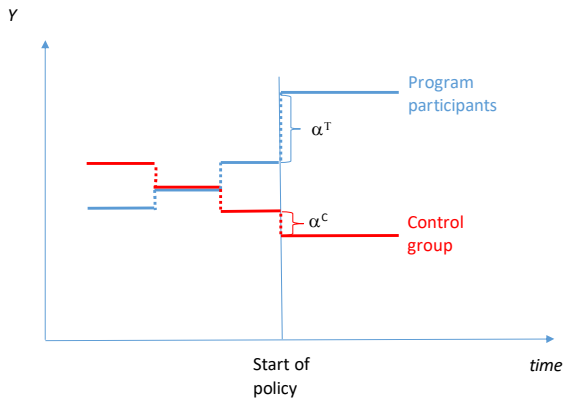 Y
Program
participants
αᵀ
αᶜ
Control
group
Start of
policy
time